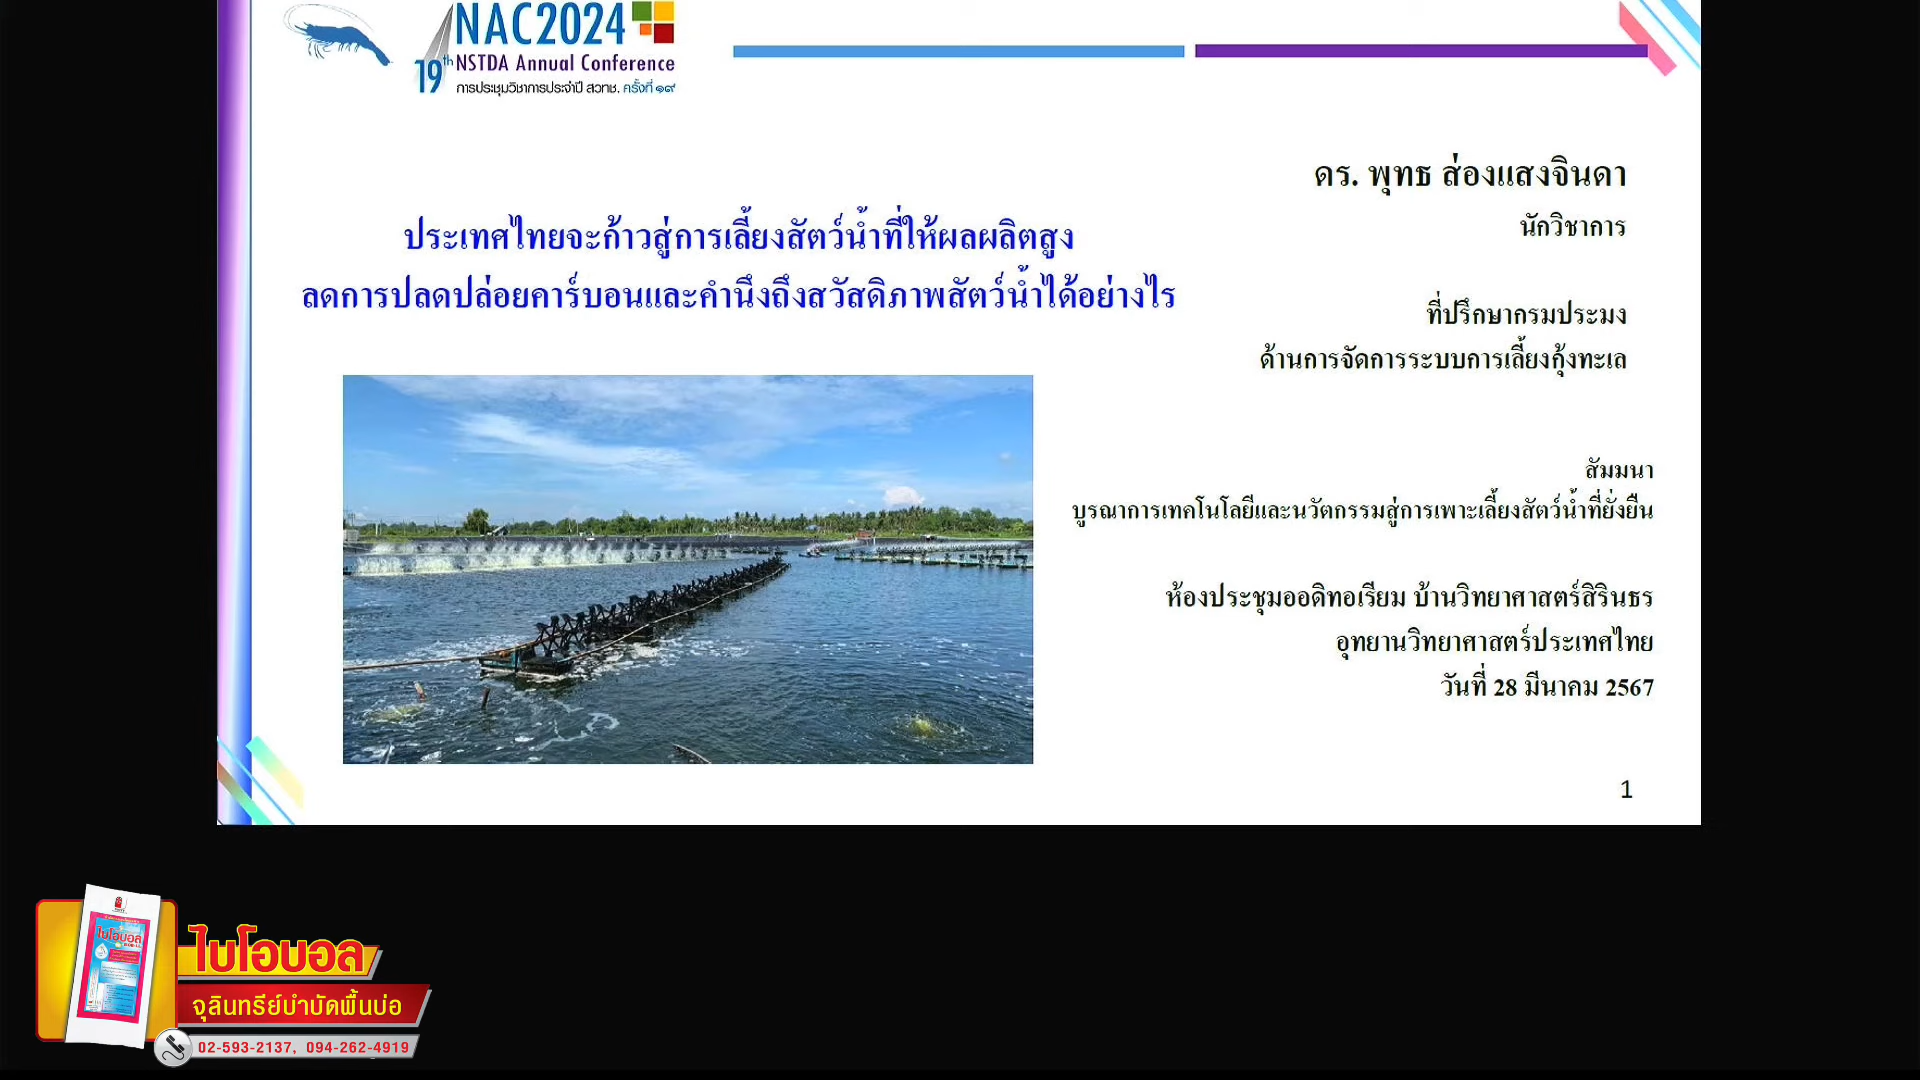 NAC2024
19th NSTDA Annual Conference
การประชุมวิชาการประจำปี สวทช. ครั้งที่ ๑๙
ดร. พุทธ ส่องแสงจินดา
นักวิชาการ
ประเทศไทยจะก้าวสู่การเลี้ยงสัตว์น้ำที่ให้ผลผลิตสูง
ลดการปลดปล่อยคาร์บอนและคำนึงถึงสวัสดิภาพสัตว์น้ำได้อย่างไร
ที่ปรึกษากรมประมง
ด้านการจัดการระบบการเลี้ยงกุ้งทะเล
สัมมนา
บูรณาการเทคโนโลยีและนวัตกรรมสู่การเพาะเลี้ยงสัตว์น้ำที่ยั่งยืน
ห้องประชุมออดิทอเรียม บ้านวิทยาศาสตร์สิรินธร
อุทยานวิทยาศาสตร์ประเทศไทย
วันที่ 28 มีนาคม 2567
1
ไบโอบอล
ไบโอบอล
จุลินทรีย์บำบัดพื้นบ่อ
02-593-2137, 094-262-4919